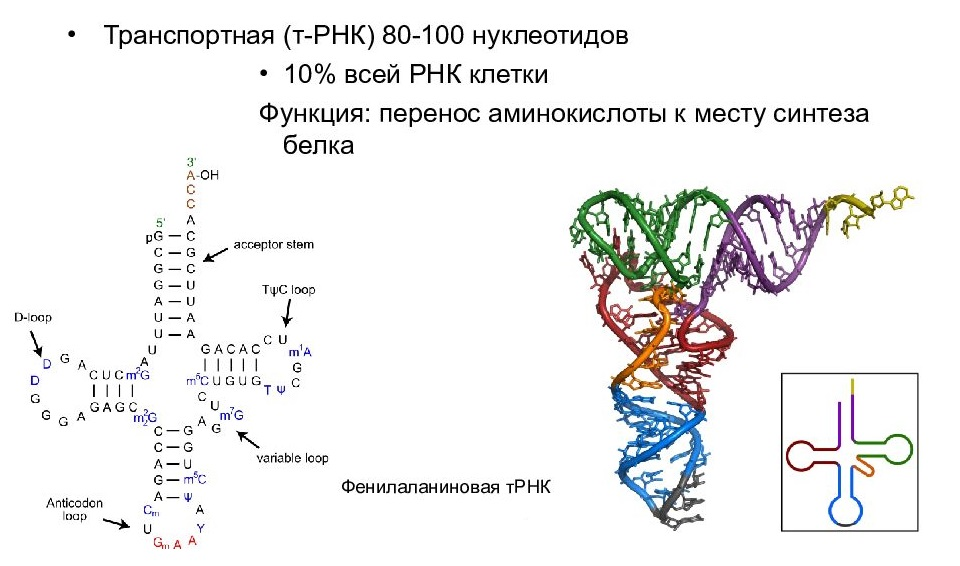 • Транспортная (т-РНК) 80-100 нуклеотидов
• 10% всей РНК клетки
Функция: перенос аминокислоты к месту синтеза
белка
3'
A-OH
C
C
A
5'
pG – C
C – G
G – C
G – U
A – U
U – A
U – A
acceptor stem
TψC loop
D-loop
U
A
G A C A C C U m¹A
m⁵C U G U G T ψ C G
D G A C U C m²G
D G G G A G A G C m²₂G
C U m⁷G
A G
variable loop
C – G
C – G
A – U
G – m⁵C
A – ψ
Cm A
U Y
Gm A A
Anticodon
loop
Фенилаланиновая тРНК